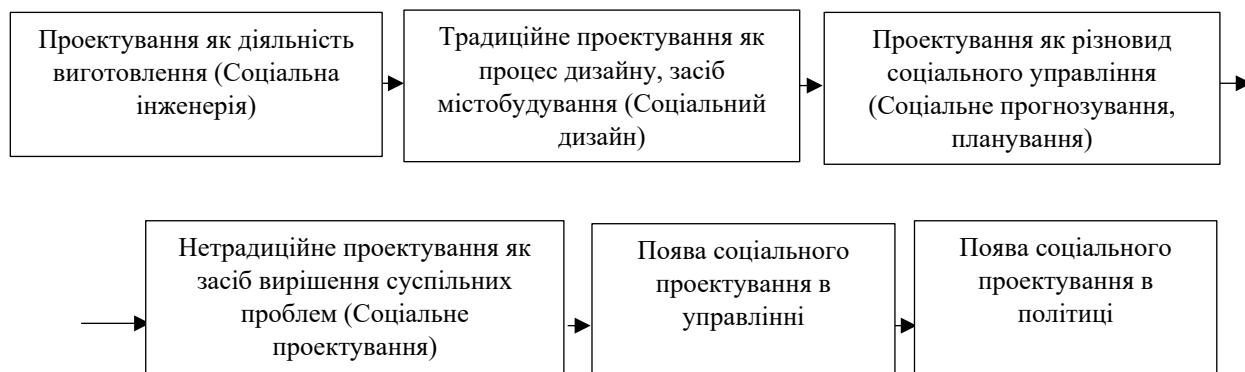 Проектування як діяльність
виготовлення (Соціальна
інженерія)
Традиційне проектування як
процес дизайну, засіб
містобудування (Соціальний
дизайн)
Проектування як різновид
соціального управління
(Соціальне прогнозування,
планування)
Нетрадиційне проектування як
засіб вирішення суспільних
проблем (Соціальне
проектування)
Поява соціального
проектування в
управлінні
Поява соціального
проектування в
політиці